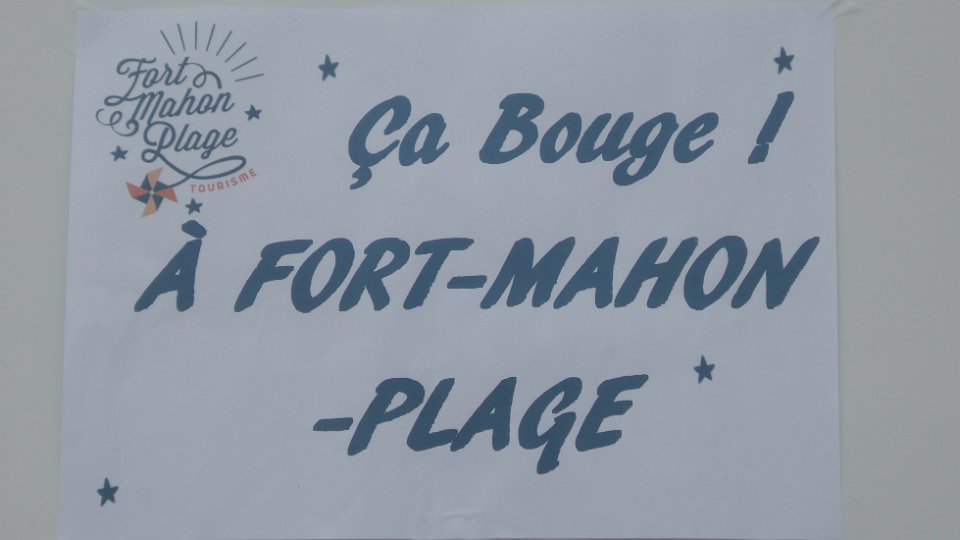 Fort
Mahon
Plage
TOURISME
Ça Bouge !
À FORT-MAHON
-PLAGE